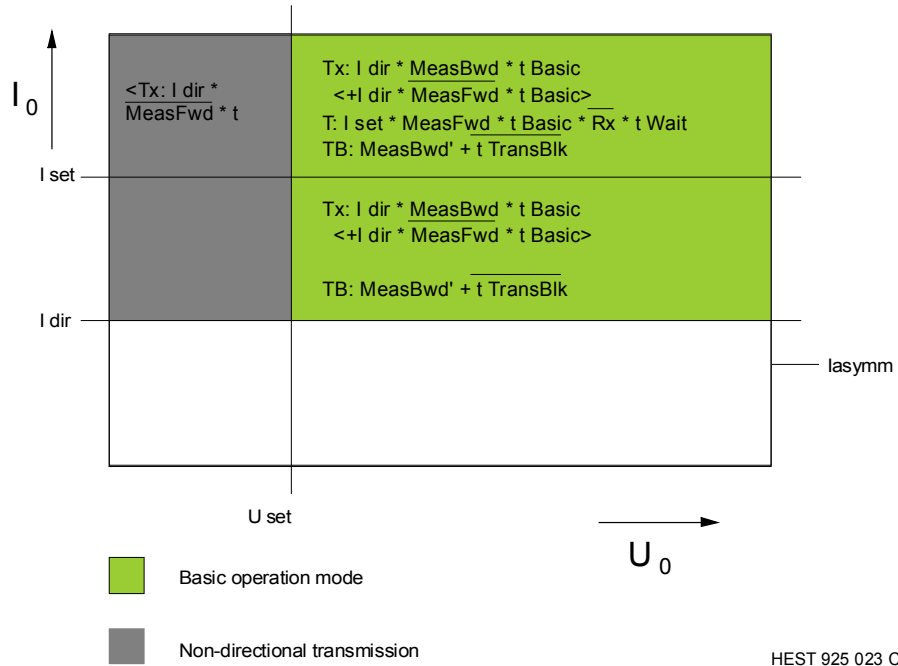 I 0
<Tx: I dir *
MeasFwd * t
Tx: I dir * MeasBwd * t Basic
<+I dir * MeasFwd * t Basic>
T: I set * MeasFwd * t Basic * Rx * t Wait
TB: MeasBwd' + t TransBlk
I set
Tx: I dir * MeasBwd * t Basic
<+I dir * MeasFwd * t Basic>
TB: MeasBwd' + t TransBlk
I dir
Iasymm
U set
U 0
Basic operation mode
Non-directional transmission
HEST 925 023 C